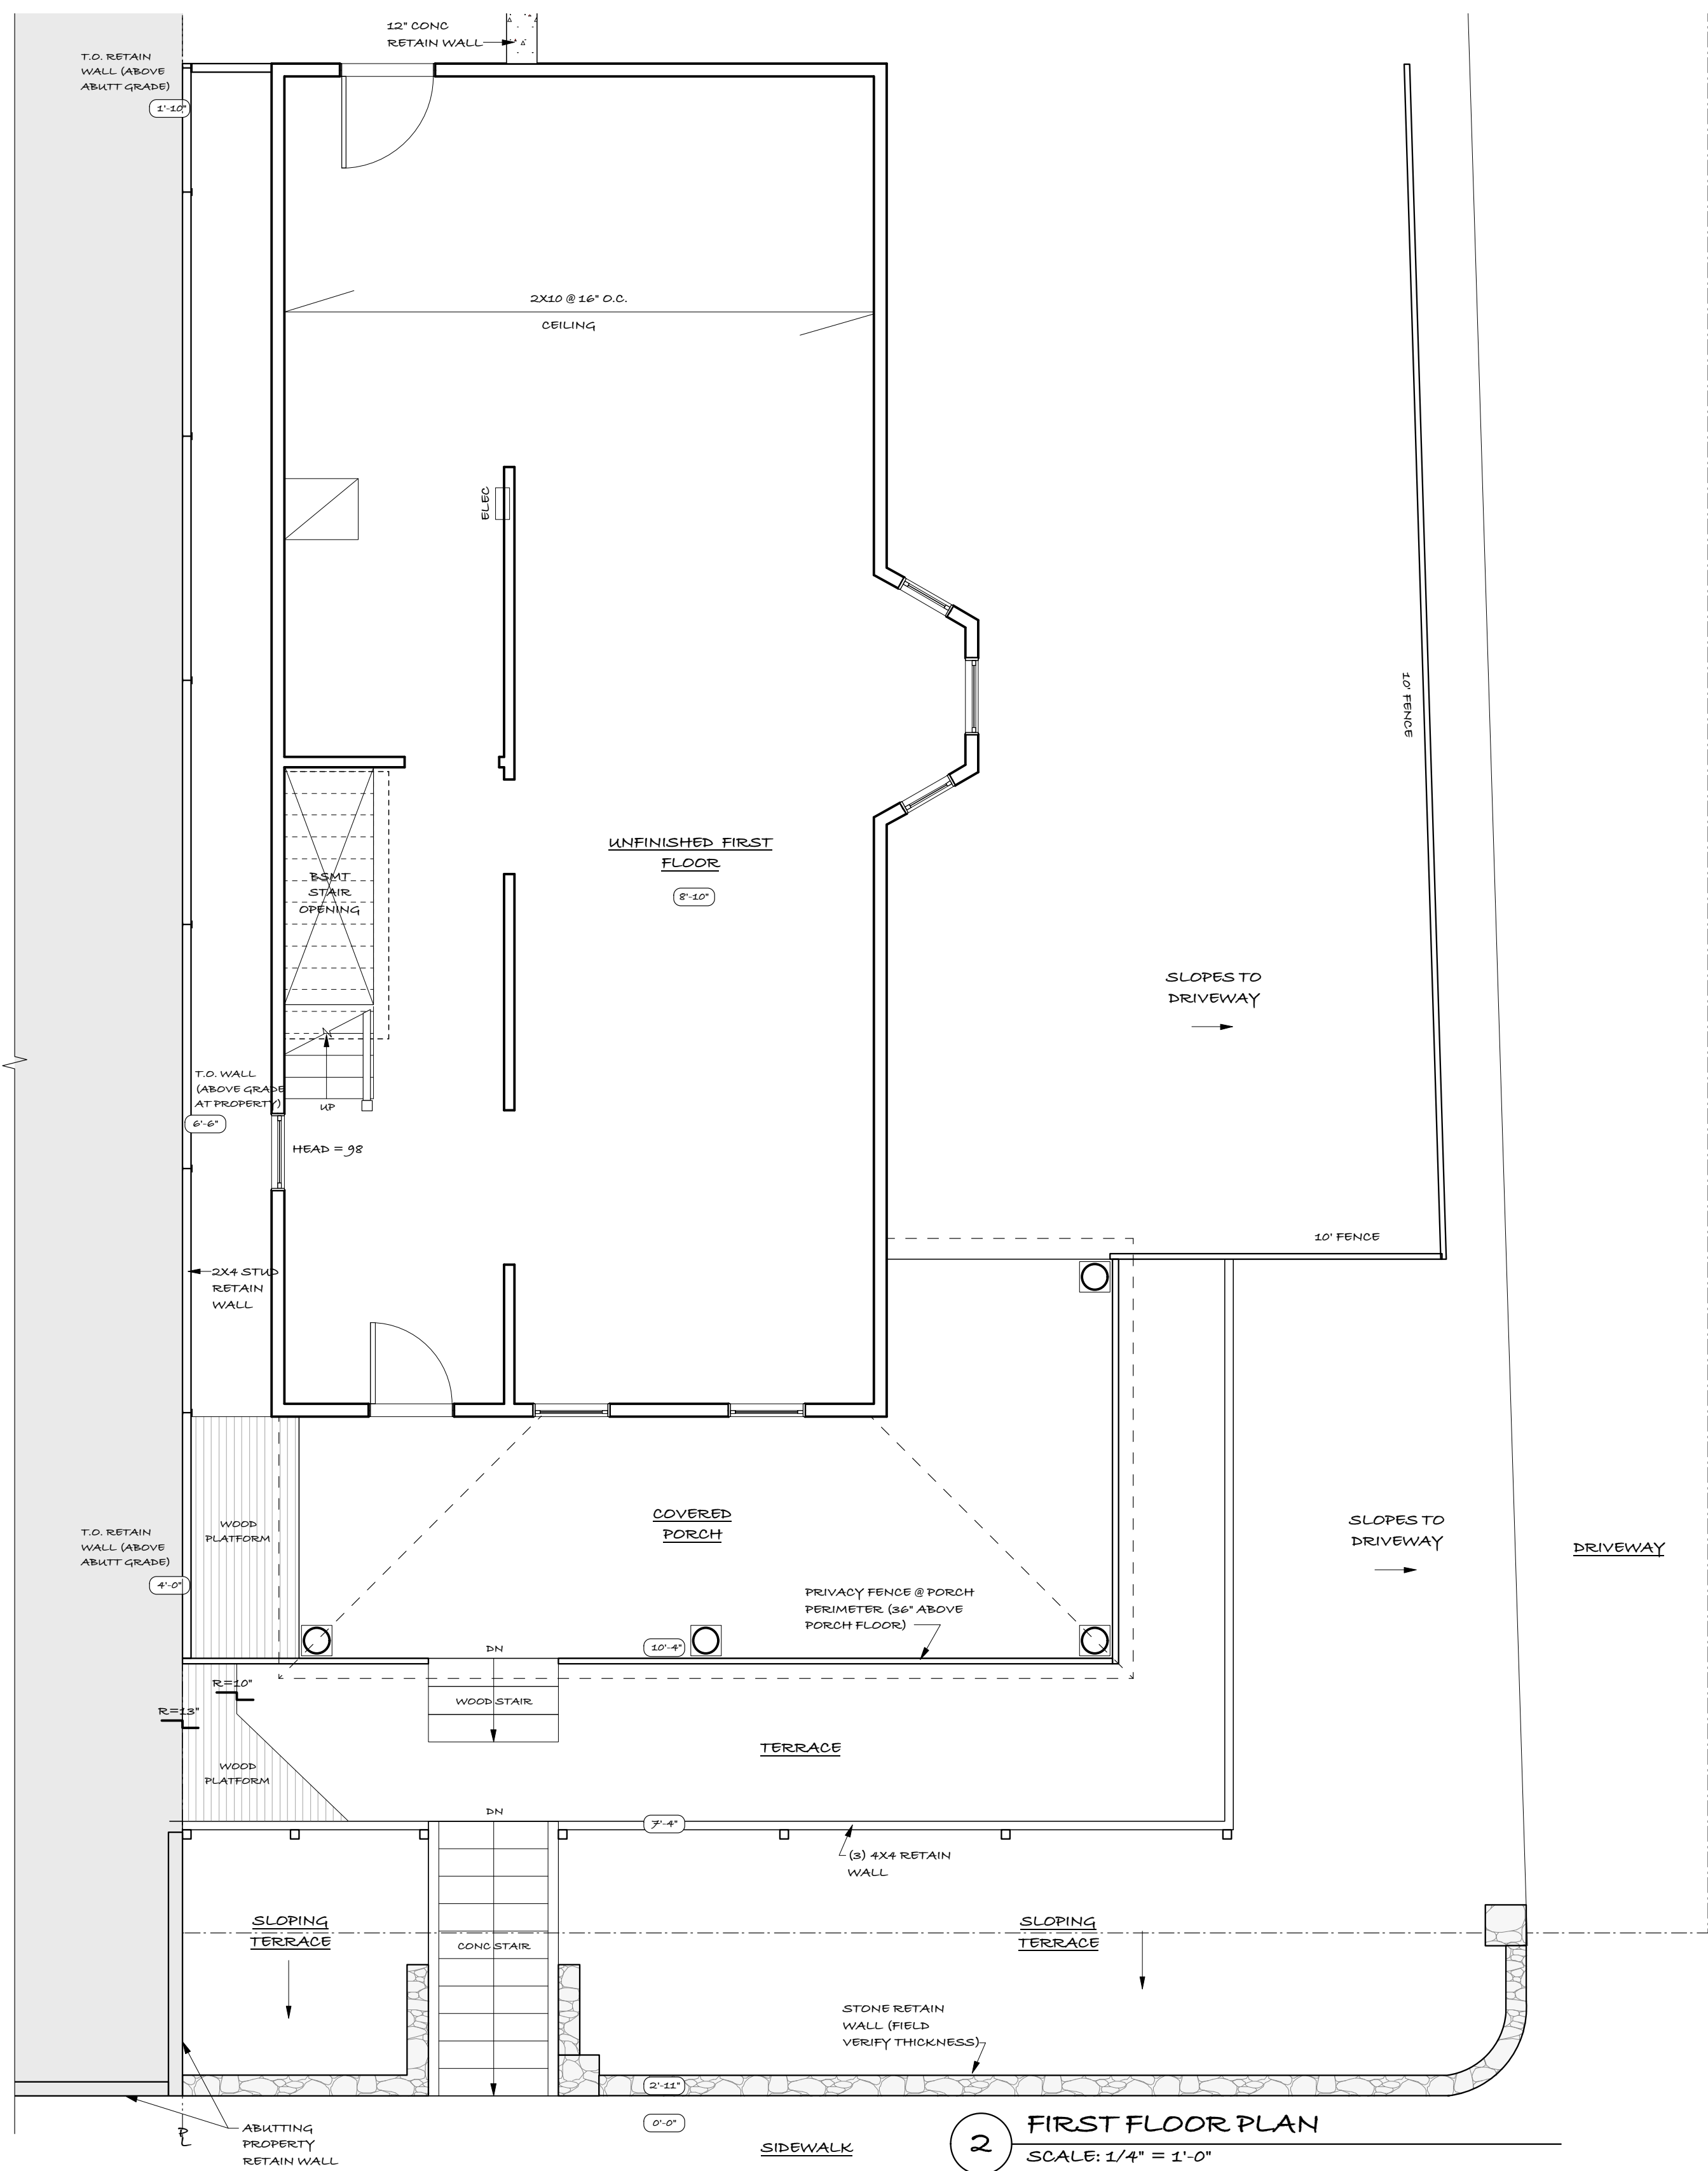 12" CONC
RETAIN WALL
T.O. RETAIN
WALL (ABOVE
ABUTT GRADE)
1'-10"
2X10 @ 16" O.C.
CEILING
ELEC
10' FENCE
UNFINISHED FIRST
FLOOR
8'-10"
BSMT
STAIR
OPENING
SLOPES TO
DRIVEWAY
T.O. WALL
(ABOVE GRADE
AT PROPERTY)
6'-6"
UP
HEAD = 98
10' FENCE
2X4 STUD
RETAIN
WALL
COVERED
PORCH
WOOD
PLATFORM
T.O. RETAIN
WALL (ABOVE
ABUTT GRADE)
4'-0"
SLOPES TO
DRIVEWAY
DRIVEWAY
PRIVACY FENCE @ PORCH
PERIMETER (36" ABOVE
PORCH FLOOR)
DN
10'-4"
R=10"
R=13"
WOOD STAIR
TERRACE
WOOD
PLATFORM
DN
7'-4"
(3) 4X4 RETAIN
WALL
SLOPING
TERRACE
CONC STAIR
SLOPING
TERRACE
STONE RETAIN
WALL (FIELD
VERIFY THICKNESS)
2'-11"
0'-0"
PL
ABUTTING
PROPERTY
RETAIN WALL
SIDEWALK
2
FIRST FLOOR PLAN
SCALE: 1/4" = 1'-0"